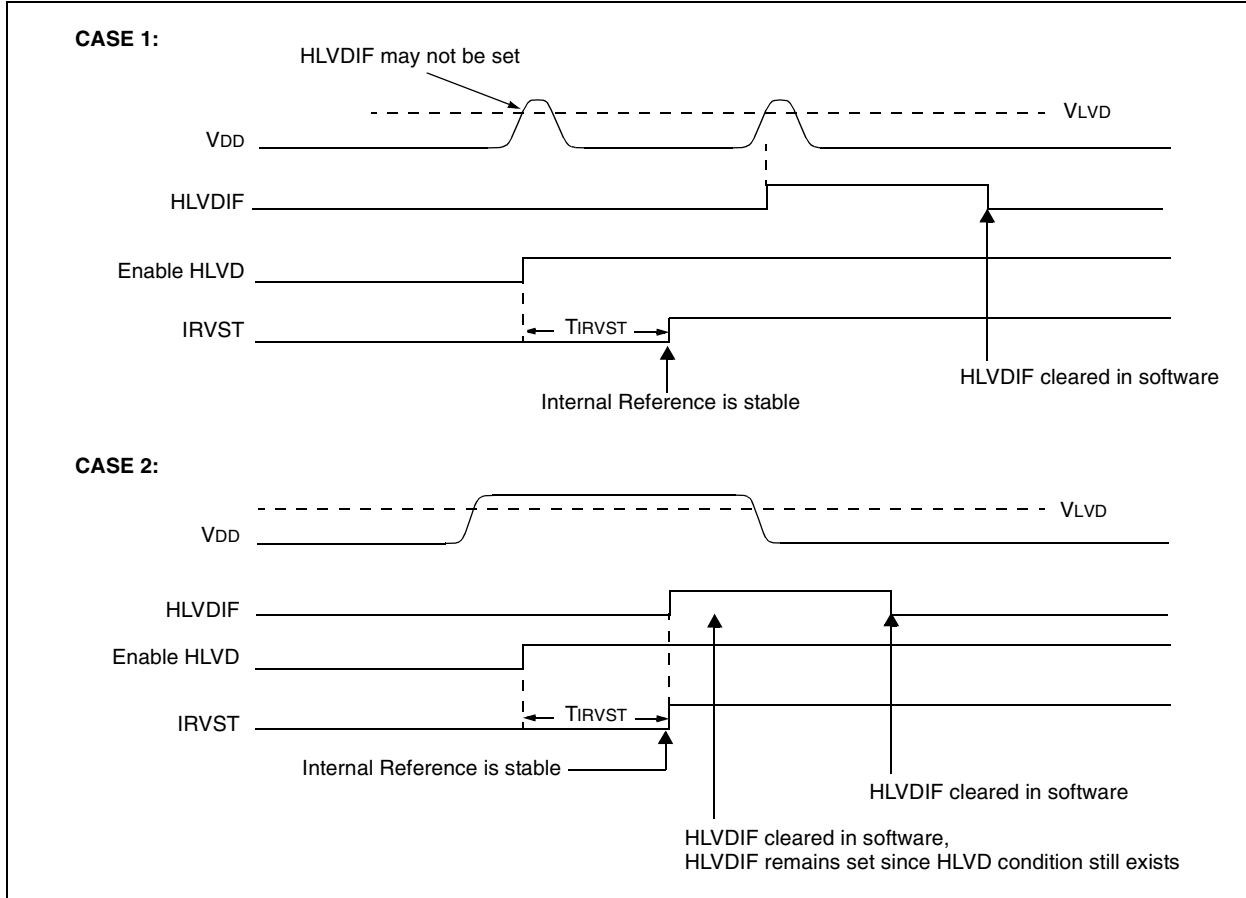 CASE 1:
HLVDIF may not be set
VLVD
VDD
HLVDIF
Enable HLVD
IRVST
TIRVST
HLVDIF cleared in software
Internal Reference is stable
CASE 2:
VLVD
VDD
HLVDIF
Enable HLVD
TIRVST
IRVST
Internal Reference is stable
HLVDIF cleared in software
HLVDIF cleared in software,
HLVDIF remains set since HLVD condition still exists